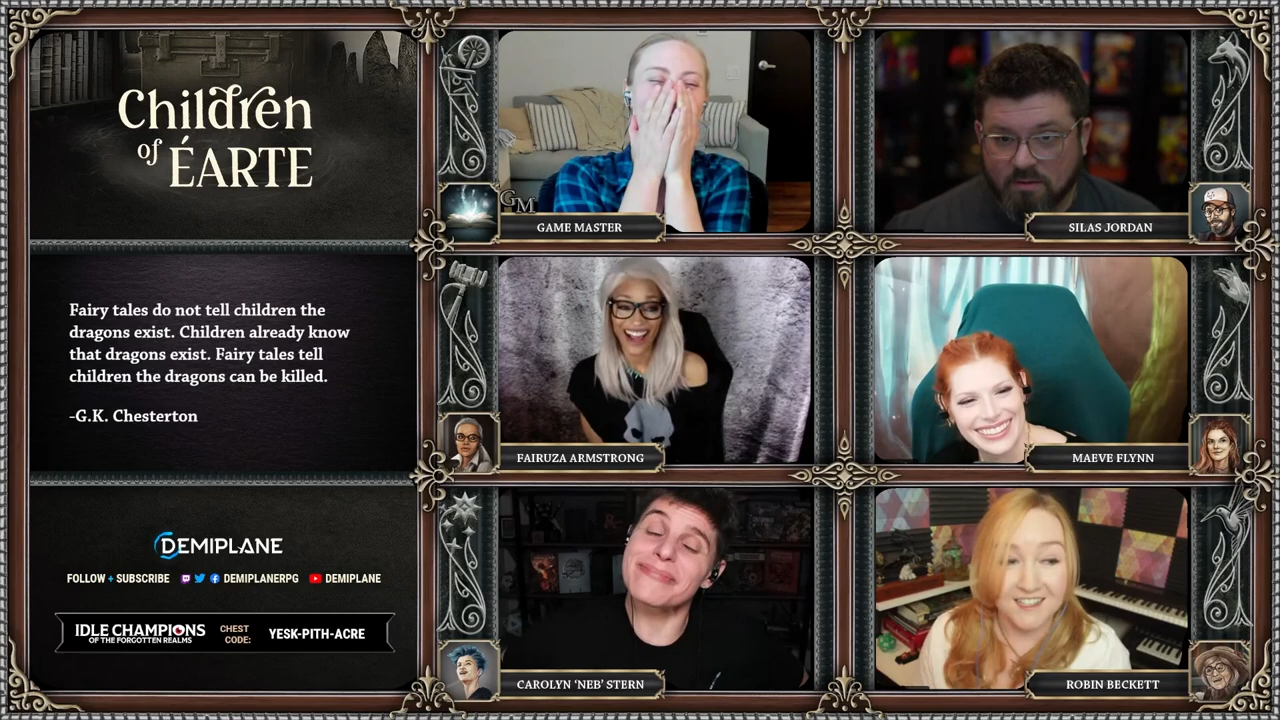 Children
of ÉARTE
Fairy tales do not tell children the
dragons exist. Children already know
that dragons exist. Fairy tales tell
children the dragons can be killed.
-G.K. Chesterton
DEMIPLANE
FOLLOW + SUBSCRIBE DEMIPLANERPG DEMIPLANE
IDLE CHAMPIONS
OF THE FORGOTTEN REALMS
CHEST
CODE:
YESK-PITH-ACRE
GM
GAME MASTER
SILAS JORDAN
FAIRUZA ARMSTRONG
MAEVE FLYNN
CAROLYN ‘NEB’ STERN
ROBIN BECKETT